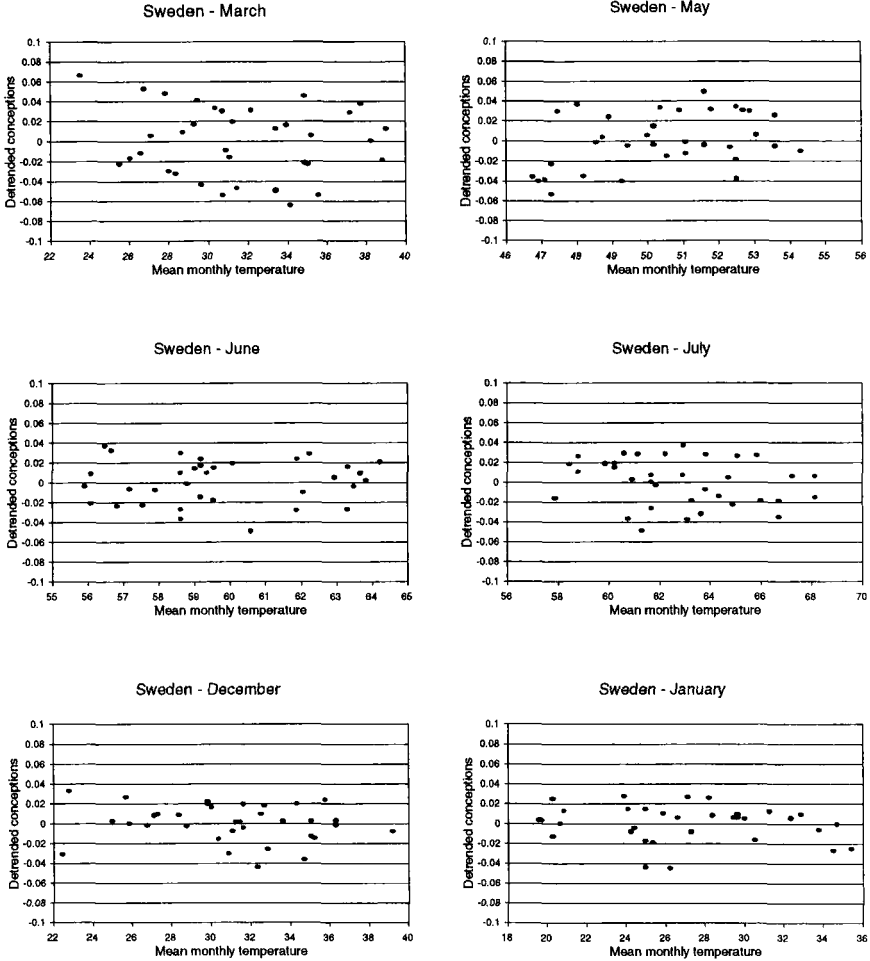 Sweden - March
Detrended conceptions
0.1
0.08
0.06
0.04
0.02
0
-0.02
-0.04
-0.06
-0.08
-0.1
22 24 26 28 30 32 34 36 38 40
Mean monthly temperature
Sweden - May
Detrended conceptions
0.1
0.08
0.06
0.04
0.02
0
-0.02
-0.04
-0.06
-0.08
-0.1
46 47 48 49 50 51 52 53 54 55 56
Mean monthly temperature
Sweden - June
Detrended conceptions
0.1
0.08
0.06
0.04
0.02
0
-0.02
-0.04
-0.06
-0.08
-0.1
55 56 57 58 59 60 61 62 63 64 65
Mean monthly temperature
Sweden - July
Detrended conceptions
0.1
0.08
0.06
0.04
0.02
0
-0.02
-0.04
-0.06
-0.08
-0.1
56 58 60 62 64 66 68 70
Mean monthly temperature
Sweden - December
Detrended conceptions
0.1
0.08
0.06
0.04
0.02
0
-0.02
-0.04
-0.06
-0.08
-0.1
22 24 26 28 30 32 34 36 38 40
Mean monthly temperature
Sweden - January
Detrended conceptions
0.1
0.08
0.06
0.04
0.02
0
-0.02
-0.04
-0.06
-0.08
-0.1
18 20 22 24 26 28 30 32 34 36
Mean monthly temperature